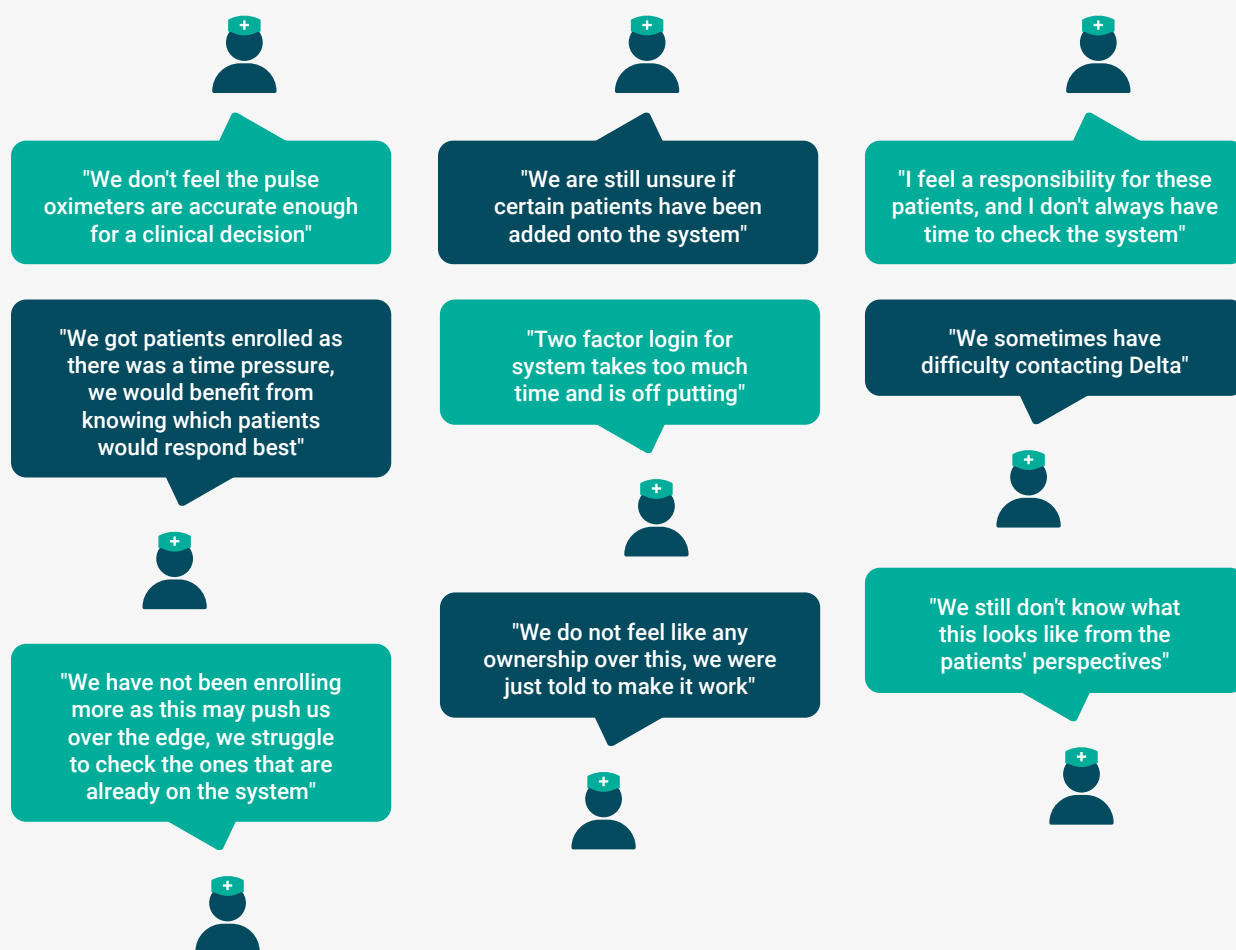 "We don't feel the pulse
oximeters are accurate enough
for a clinical decision"
"We are still unsure if
certain patients have been
added onto the system"
"I feel a responsibility for these
patients, and I don't always have
time to check the system"
"We got patients enrolled as
there was a time pressure,
we would benefit from
knowing which patients
would respond best"
"Two factor login for
system takes too much
time and is off putting"
"We sometimes have
difficulty contacting Delta"
"We have not been enrolling
more as this may push us
over the edge, we struggle
to check the ones that are
already on the system"
"We do not feel like any
ownership over this, we were
just told to make it work"
"We still don't know what
this looks like from the
patients' perspectives"